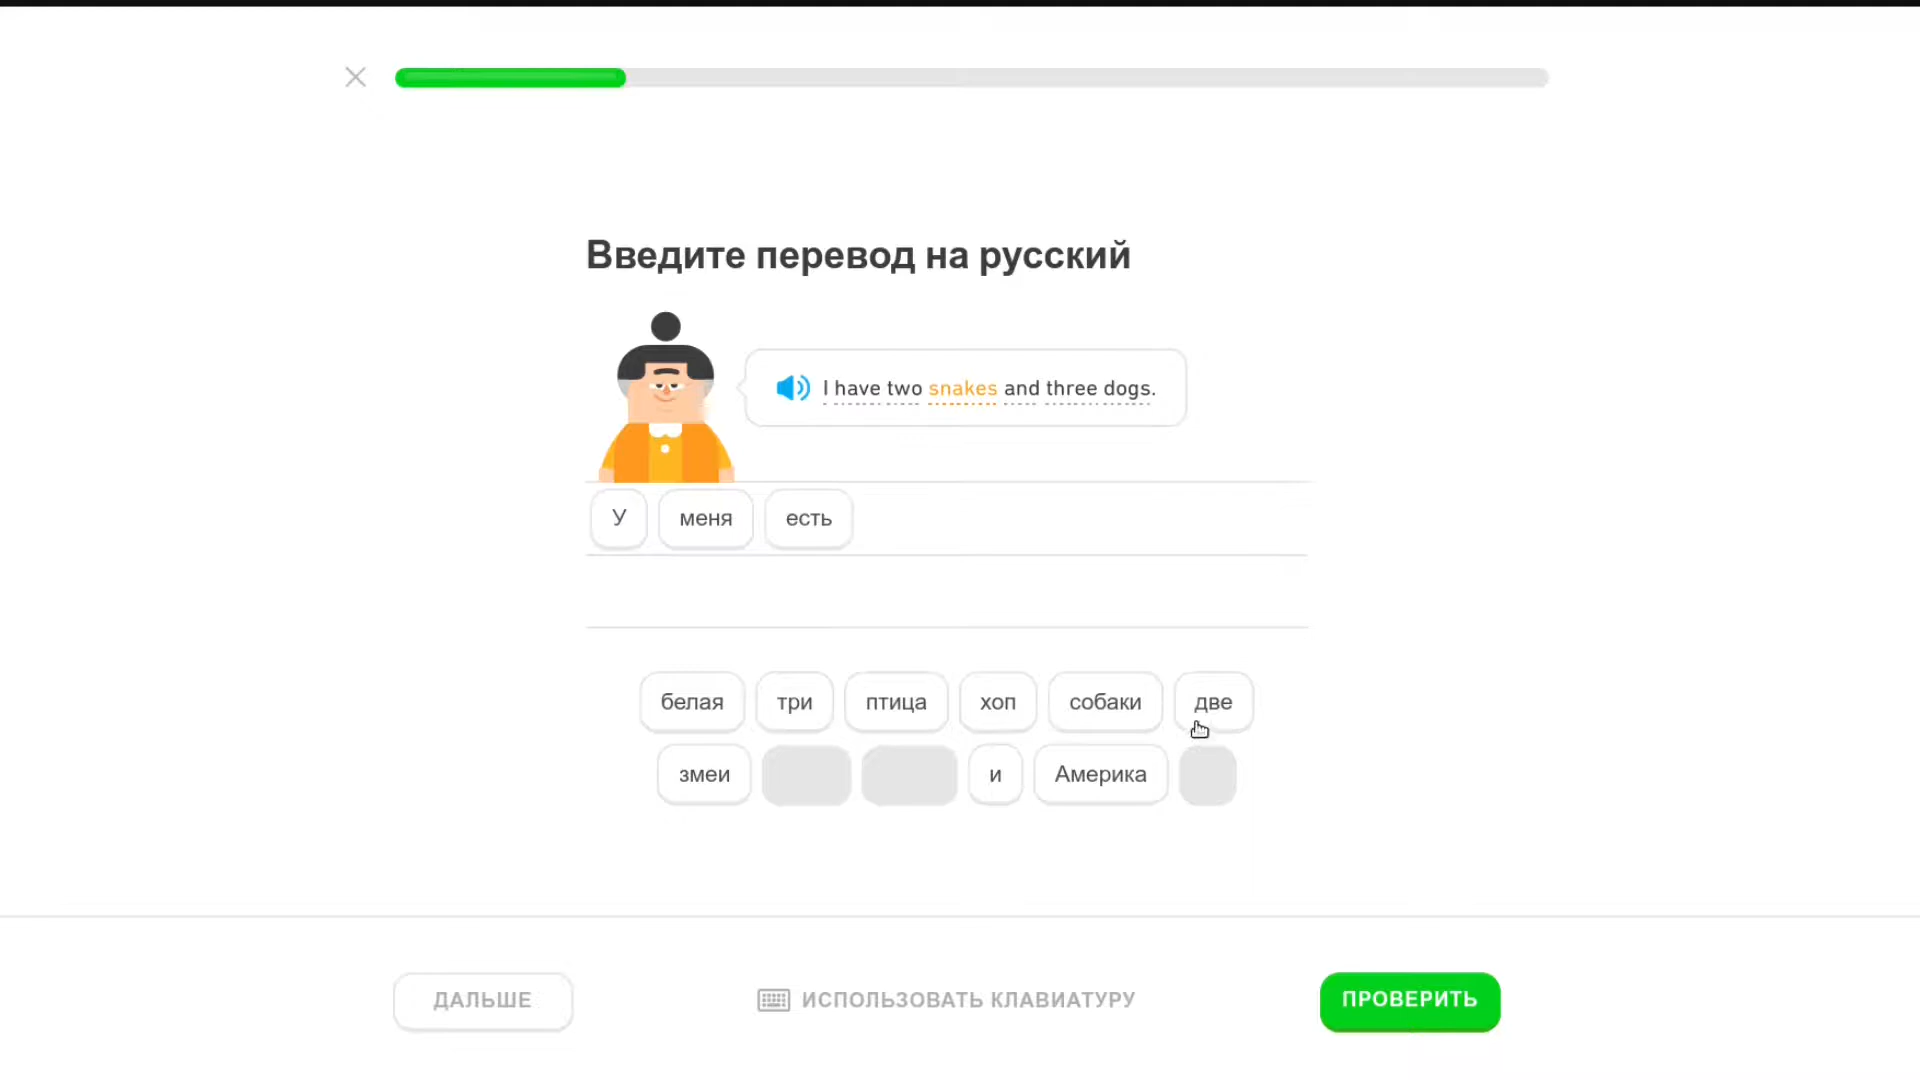 Введите перевод на русский
I have two snakes and three dogs.
У меня есть
белая три птица хоп собаки две
змеи и Америка
ДАЛЬШЕ ИСПОЛЬЗОВАТЬ КЛАВИАТУРУ ПРОВЕРИТЬ